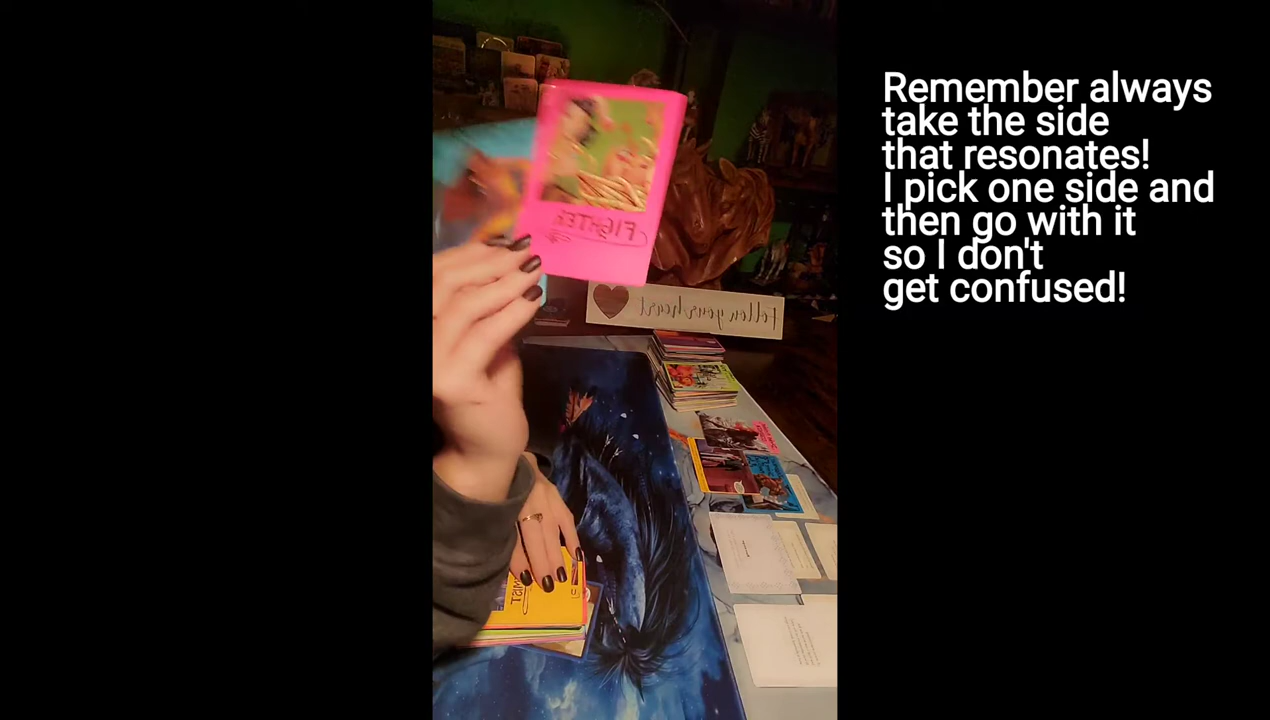 Remember always
take the side
that resonates!
I pick one side and
then go with it
so I don't
get confused!
FIGHTER
Follow your heart